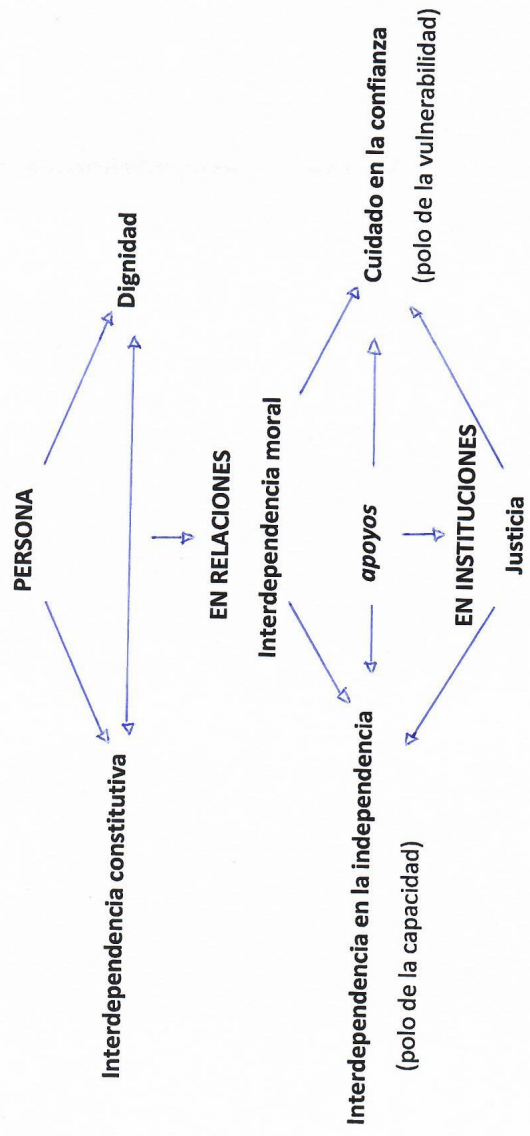 PERSONA
Interdependencia constitutiva
Dignidad
EN RELACIONES
Interdependencia moral
Interdependencia en la independencia
apoyos
Cuidado en la confianza
(polo de la capacidad)
(polo de la vulnerabilidad)
EN INSTITUCIONES
Justicia